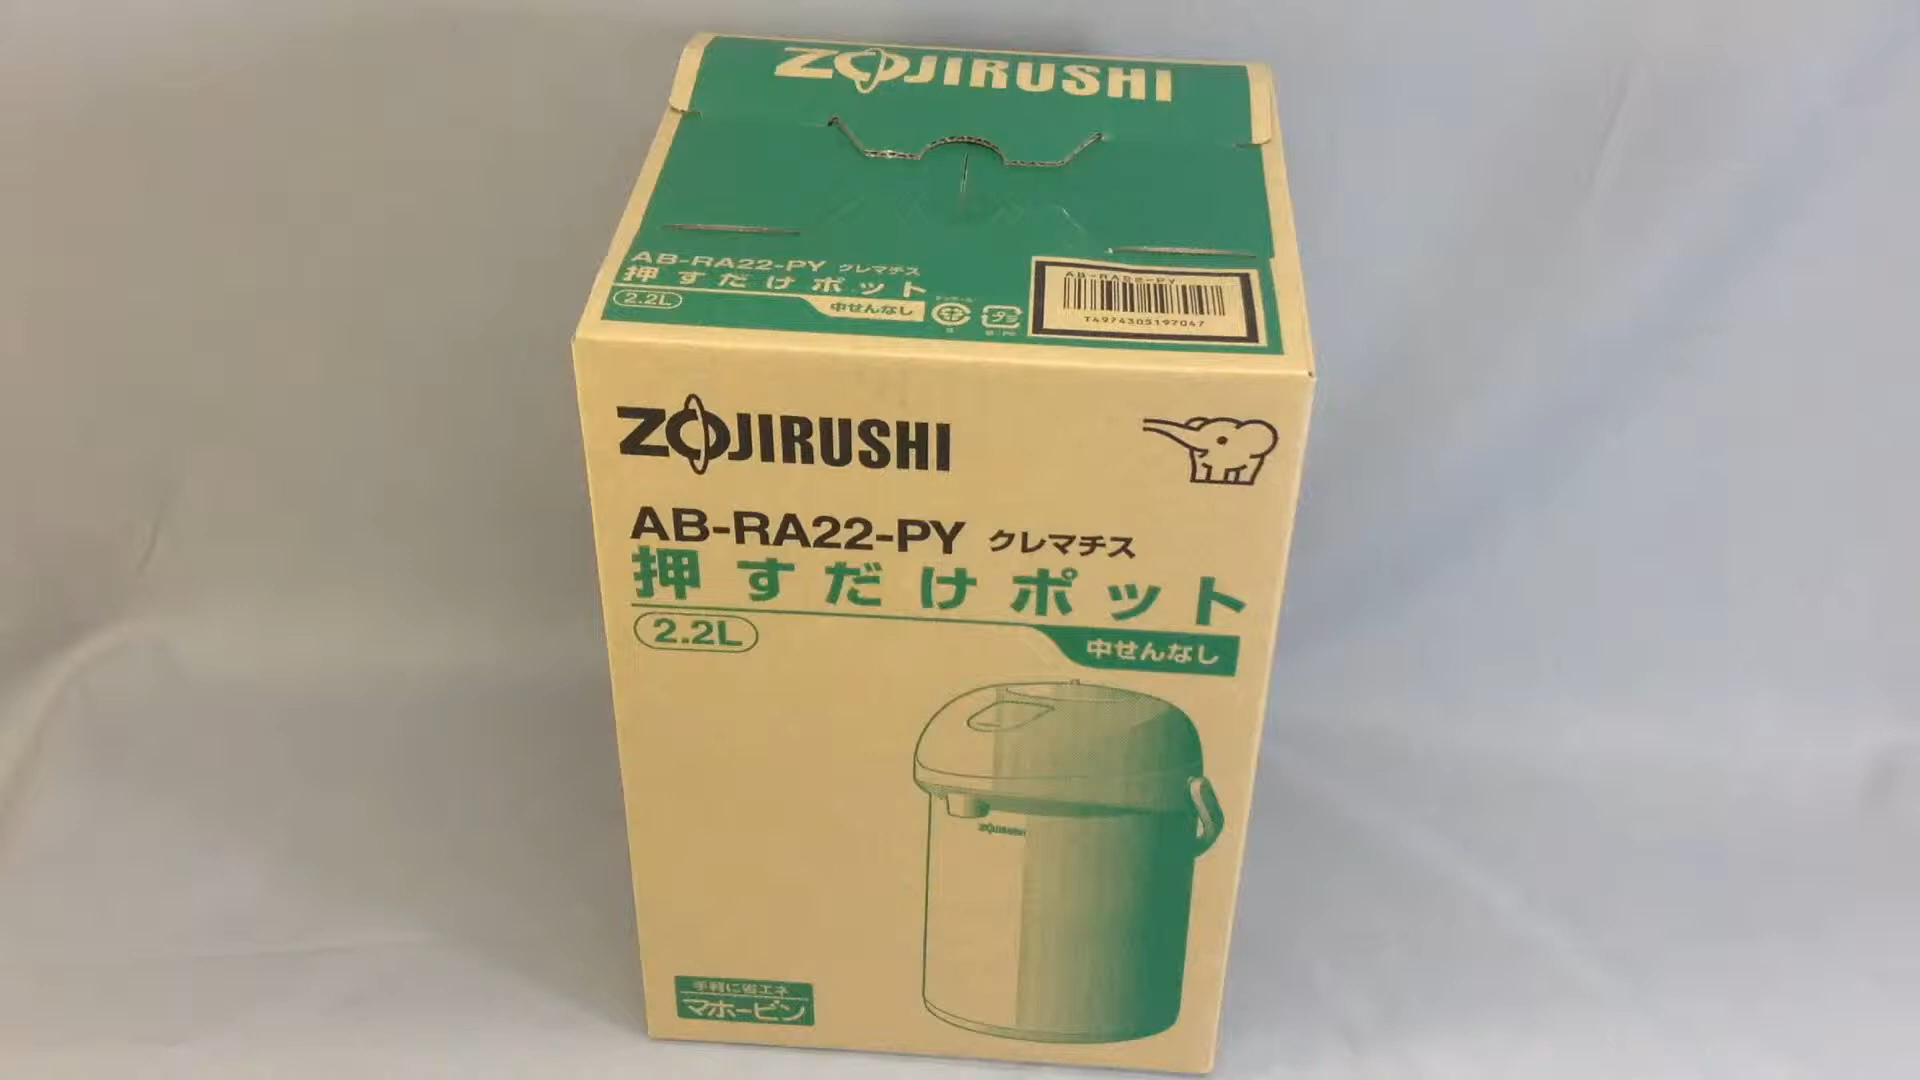 ZOJIRUSHI
AB-RA22-PY クレマチス
押すだけポット
2.2L
中せんなし
プラ
AB-RA22-PY
T4974305197047
ZOJIRUSHI
AB-RA22-PY クレマチス
押すだけポット
2.2L
中せんなし
ZOJIRUSHI
手軽に省エネ
マホービン